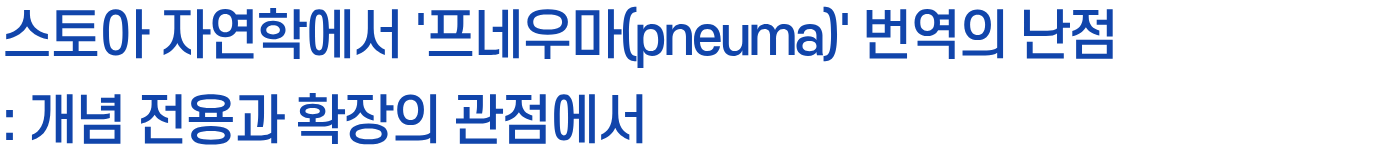 스토아 자연학에서 '프네우마(pneuma)' 번역의 난점
: 개념 전용과 확장의 관점에서